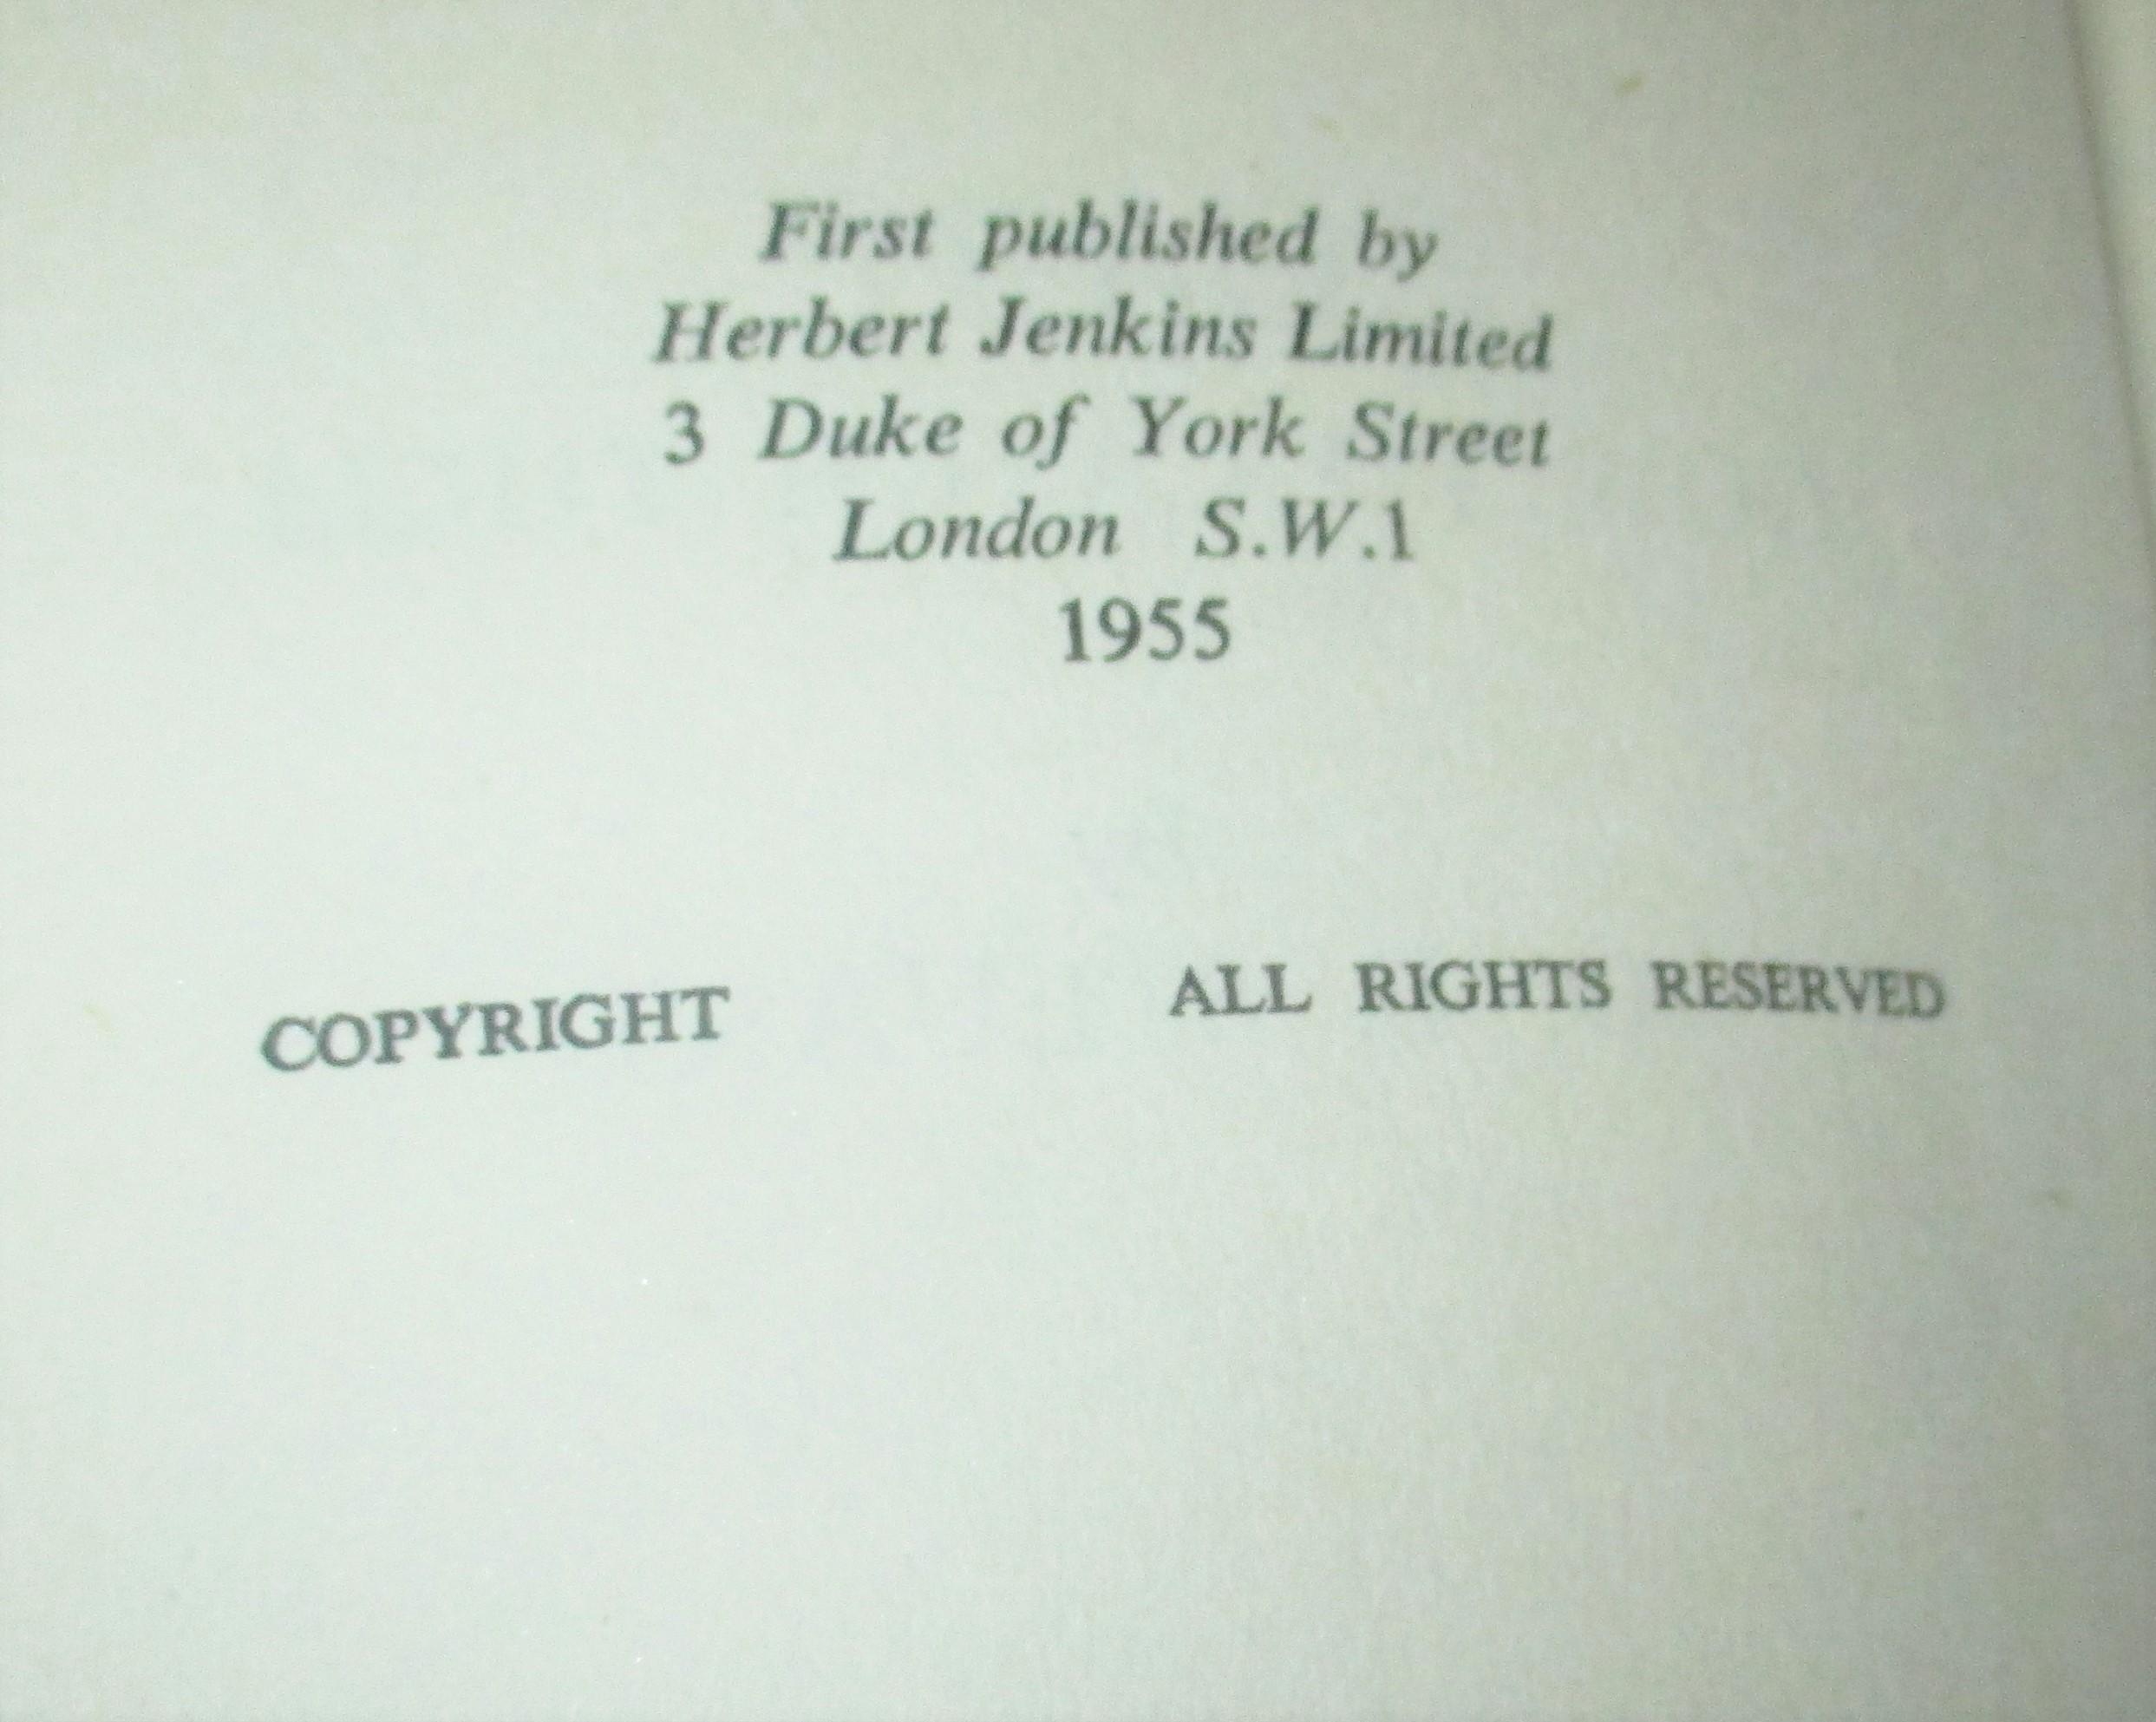 First published by
Herbert Jenkins Limited
3 Duke of York Street
London S.W.1
1955
COPYRIGHT ALL RIGHTS RESERVED